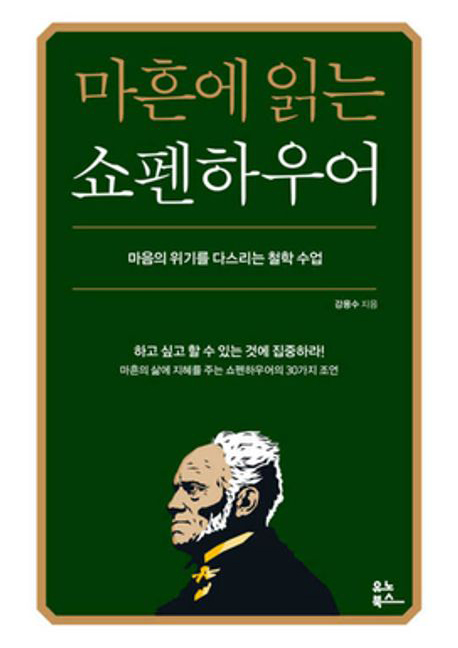 마흔에 읽는
쇼펜하우어
마음의 위기를 다스리는 철학 수업
강용수 지음
하고 싶고 할 수 있는 것에 집중하라!
마흔의 삶에 지혜를 주는 쇼펜하우어의 30가지 조언
유노
북스